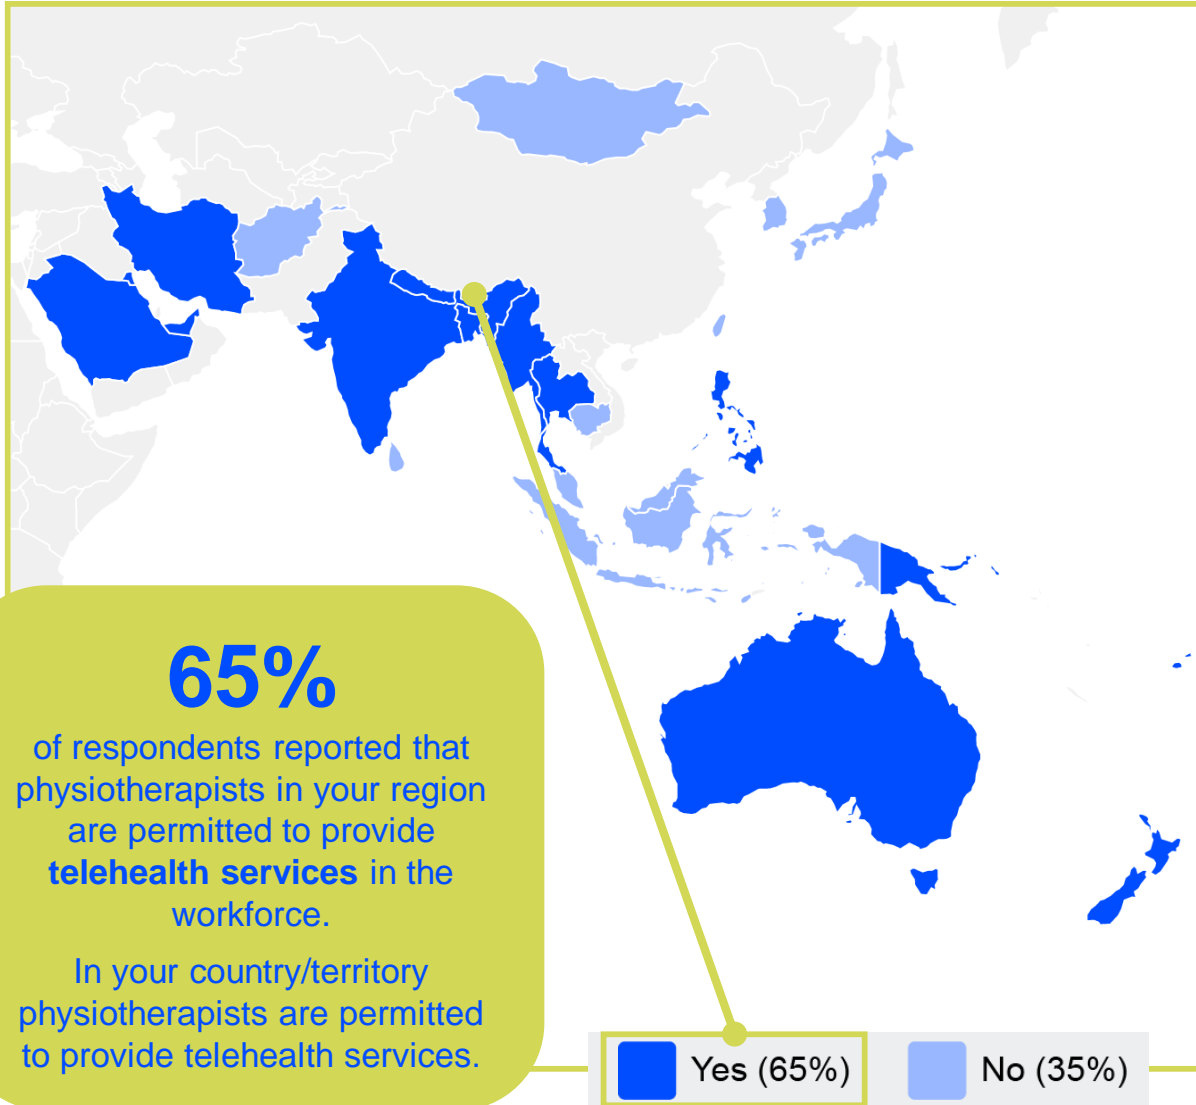 65%
of respondents reported that
physiotherapists in your region
are permitted to provide
telehealth services in the
workforce.
In your country/territory
physiotherapists are permitted
to provide telehealth services.
Yes (65%)
No (35%)